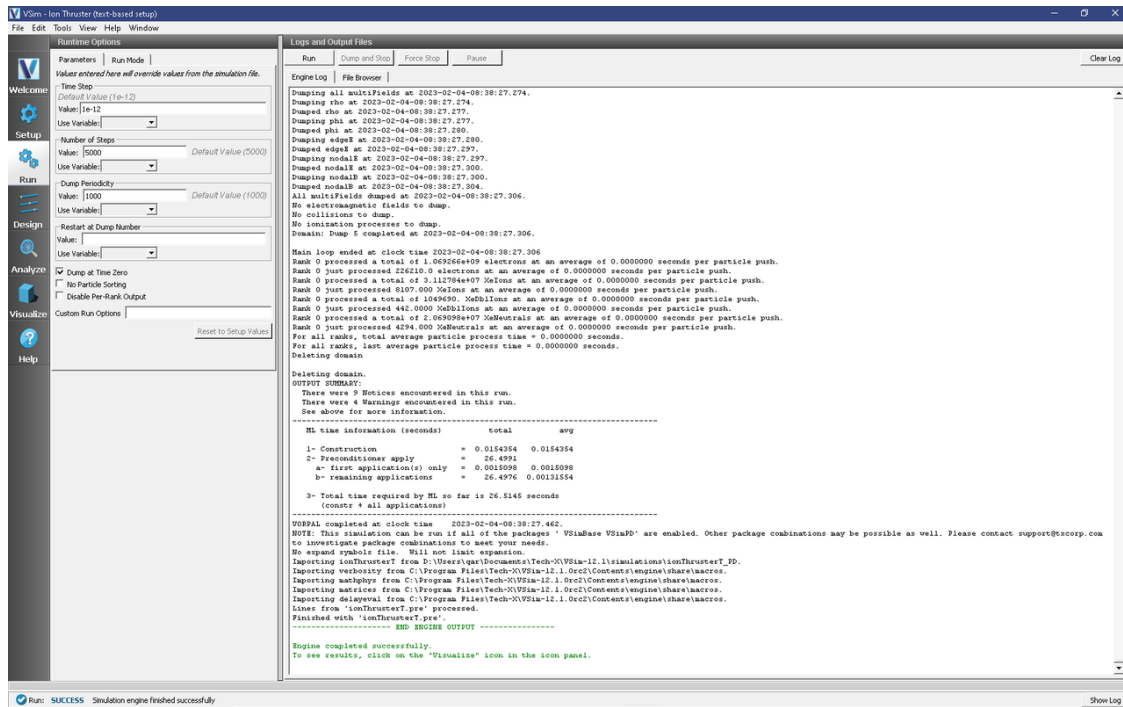 VSim - Ion Thruster (text-based setup)
File Edit Tools View Help Window
Welcome
Setup
Run
Design
Analyze
Visualize
Help
Runtime Options
Parameters Run Mode
Values entered here will override values from the simulation file.
Time Step
Default Value (1e-12)
Value: 1e-12
Use Variable:
Number of Steps
Value: 5000 Default Value (5000)
Use Variable:
Dump Periodicity
Value: 1000 Default Value (1000)
Use Variable:
Restart at Dump Number
Value:
Use Variable:
Dump at Time Zero
No Particle Sorting
Disable Per-Rank Output
Custom Run Options
Reset to Setup Values
Logs and Output Files
Run Dump and Stop Force Stop Pause Clear Log
Engine Log File Browser
Dumping all multiFields at 2023-02-04-08:38:27.274.
Dumping rho at 2023-02-04-08:38:27.274.
Dumped rho at 2023-02-04-08:38:27.277.
Dumping phi at 2023-02-04-08:38:27.277.
Dumped phi at 2023-02-04-08:38:27.280.
Dumping edgeE at 2023-02-04-08:38:27.280.
Dumped edgeE at 2023-02-04-08:38:27.297.
Dumping nodalE at 2023-02-04-08:38:27.297.
Dumped nodalE at 2023-02-04-08:38:27.300.
Dumping nodalB at 2023-02-04-08:38:27.300.
Dumped nodalB at 2023-02-04-08:38:27.304.
All multiFields dumped at 2023-02-04-08:38:27.306.
No electromagnetic fields to dump.
No collisions to dump.
No ionization processes to dump.
Domain: Dump 5 completed at 2023-02-04-08:38:27.306.
Main loop ended at clock time 2023-02-04-08:38:27.306
Rank 0 processed a total of 1.069266e+09 electrons at an average of 0.0000000 seconds per particle push.
Rank 0 just processed 226210.0 electrons at an average of 0.0000000 seconds per particle push.
Rank 0 processed a total of 3.112784e+07 XeIons at an average of 0.0000000 seconds per particle push.
Rank 0 just processed 8107.000 XeIons at an average of 0.0000000 seconds per particle push.
Rank 0 processed a total of 1049690. XeDblIons at an average of 0.0000000 seconds per particle push.
Rank 0 just processed 442.0000 XeDblIons at an average of 0.0000000 seconds per particle push.
Rank 0 processed a total of 2.069098e+07 XeNeutrals at an average of 0.0000000 seconds per particle push.
Rank 0 just processed 4294.000 XeNeutrals at an average of 0.0000000 seconds per particle push.
For all ranks, total average particle process time = 0.0000000 seconds.
For all ranks, last average particle process time = 0.0000000 seconds.
Deleting domain
Deleting domain.
OUTPUT SUMMARY:
There were 9 Notices encountered in this run.
There were 4 Warnings encountered in this run.
See above for more information.
ML time information (seconds) total avg
1- Construction = 0.0154354 0.0154354
2- Preconditioner apply = 26.4991
a- first application(s) only = 0.0015098 0.0015098
b- remaining applications = 26.4976 0.00131554
3- Total time required by ML so far is 26.5145 seconds
(constr + all applications)
VORPAL completed at clock time 2023-02-04-08:38:27.462.
NOTE: This simulation can be run if all of the packages ' VSimBase VSimPD' are enabled. Other package combinations may be possible as well. Please contact support@txcorp.com
to investigate package combinations to meet your needs.
No expand symbols file. Will not limit expansion.
Importing ionThrusterT from D:\Users\qar\Documents\Tech-X\VSim-12.1\simulations\ionThrusterT_PD.
Importing verbosity from C:\Program Files\Tech-X\VSim-12.1.0rc2\Contents\engine\share\macros.
Importing mathphys from C:\Program Files\Tech-X\VSim-12.1.0rc2\Contents\engine\share\macros.
Importing matrices from C:\Program Files\Tech-X\VSim-12.1.0rc2\Contents\engine\share\macros.
Importing delayeval from C:\Program Files\Tech-X\VSim-12.1.0rc2\Contents\engine\share\macros.
Lines from 'ionThrusterT.pre' processed.
Finished with 'ionThrusterT.pre'.
--------------------- END ENGINE OUTPUT ----------------
Engine completed successfully.
To see results, click on the "Visualize" icon in the icon panel.
Run: SUCCESS Simulation engine finished successfully
Show Log